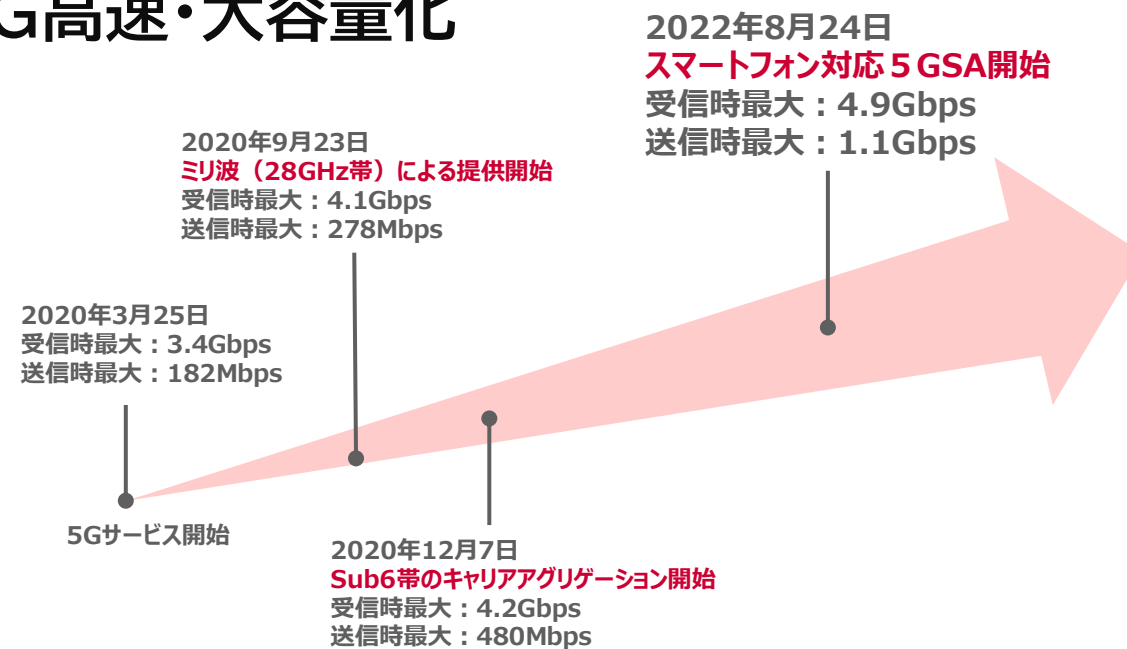 G高速・大容量化
2022年8月24日
スマートフォン対応５GSA開始
受信時最大：4.9Gbps
送信時最大：1.1Gbps
2020年9月23日
ミリ波（28GHz帯）による提供開始
受信時最大：4.1Gbps
送信時最大：278Mbps
2020年3月25日
受信時最大：3.4Gbps
送信時最大：182Mbps
5Gサービス開始
2020年12月7日
Sub6帯のキャリアアグリゲーション開始
受信時最大：4.2Gbps
送信時最大：480Mbps